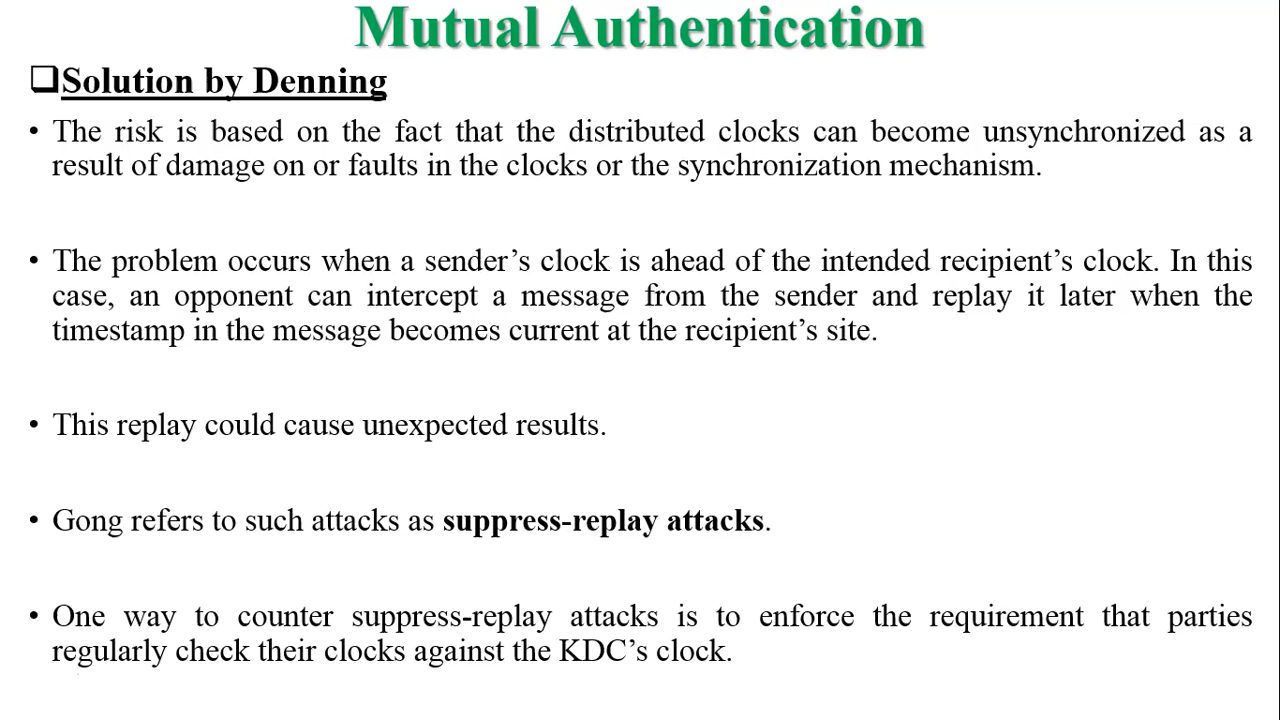 Mutual Authentication
❑Solution by Denning
• The risk is based on the fact that the distributed clocks can become unsynchronized as a
result of damage on or faults in the clocks or the synchronization mechanism.
• The problem occurs when a sender’s clock is ahead of the intended recipient’s clock. In this
case, an opponent can intercept a message from the sender and replay it later when the
timestamp in the message becomes current at the recipient’s site.
• This replay could cause unexpected results.
• Gong refers to such attacks as suppress-replay attacks.
• One way to counter suppress-replay attacks is to enforce the requirement that parties
regularly check their clocks against the KDC’s clock.